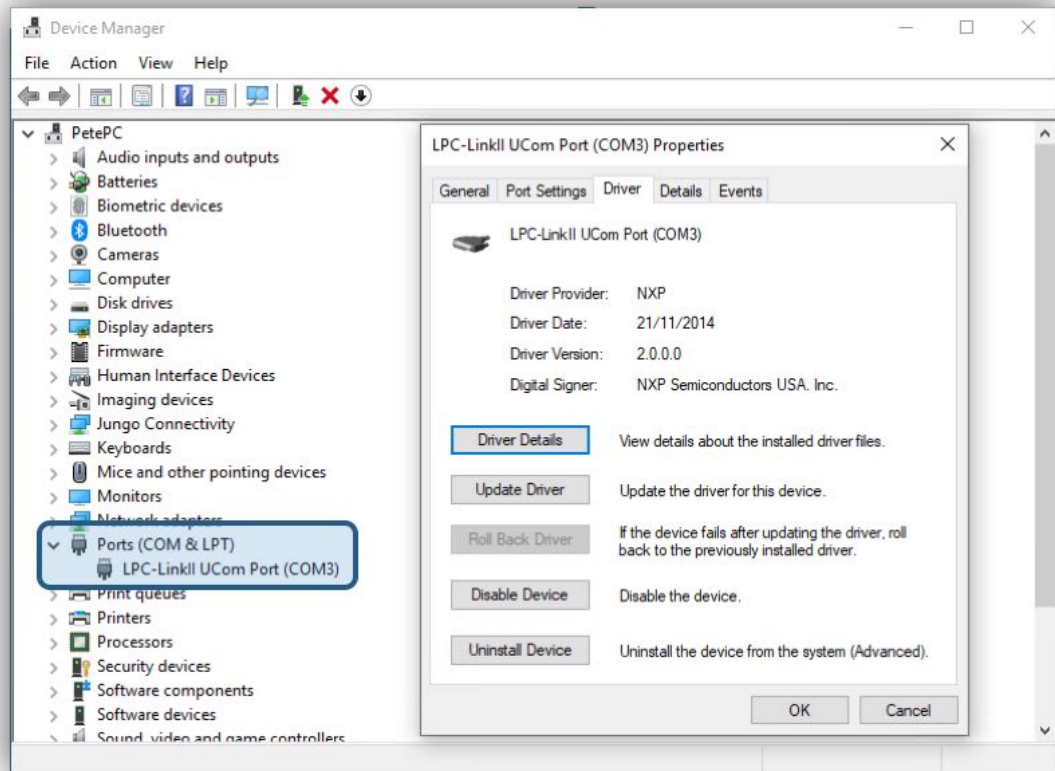 Device Manager
File Action View Help
PetePC
Audio inputs and outputs
Batteries
Biometric devices
Bluetooth
Cameras
Computer
Disk drives
Display adapters
Firmware
Human Interface Devices
Imaging devices
Jungo Connectivity
Keyboards
Mice and other pointing devices
Monitors
Network adapters
Ports (COM & LPT)
LPC-LinkII UCom Port (COM3)
Print queues
Printers
Processors
Security devices
Software components
Software devices
Sound, video and game controllers
LPC-LinkII UCom Port (COM3) Properties
General Port Settings Driver Details Events
LPC-LinkII UCom Port (COM3)
Driver Provider: NXP
Driver Date: 21/11/2014
Driver Version: 2.0.0.0
Digital Signer: NXP Semiconductors USA. Inc.
Driver Details View details about the installed driver files.
Update Driver Update the driver for this device.
Roll Back Driver If the device fails after updating the driver, roll
back to the previously installed driver.
Disable Device Disable the device.
Uninstall Device Uninstall the device from the system (Advanced).
OK Cancel